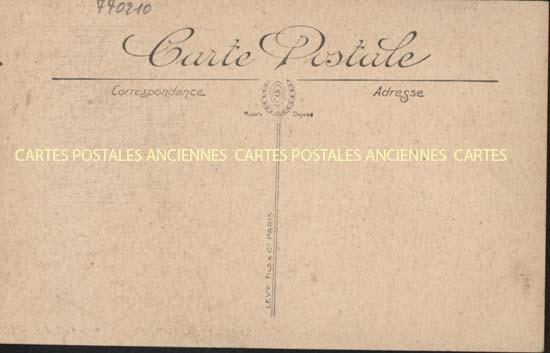 770210
Carte Postale
Correspondance Adresse
Modèle Déposé
CARTES POSTALES ANCIENNES CARTES POSTALES ANCIENNES CARTES
LEVY FILS & Cie PARIS